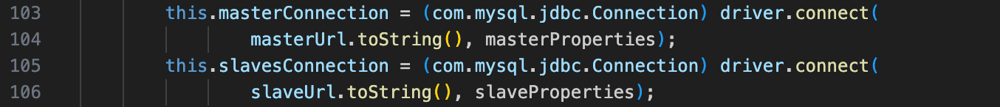 103 this.masterConnection = (com.mysql.jdbc.Connection) driver.connect(
104 masterUrl.toString(), masterProperties);
105 this.slavesConnection = (com.mysql.jdbc.Connection) driver.connect(
106 slaveUrl.toString(), slaveProperties);